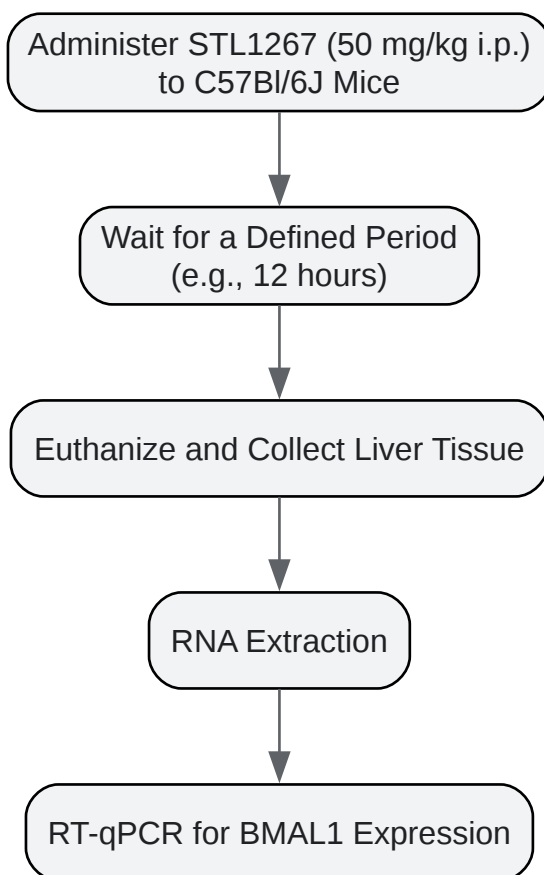 Administer STL1267 (50 mg/kg i.p.)
to C57Bl/6J Mice
Wait for a Defined Period
(e.g., 12 hours)
Euthanize and Collect Liver Tissue
RNA Extraction
RT-qPCR for BMAL1 Expression